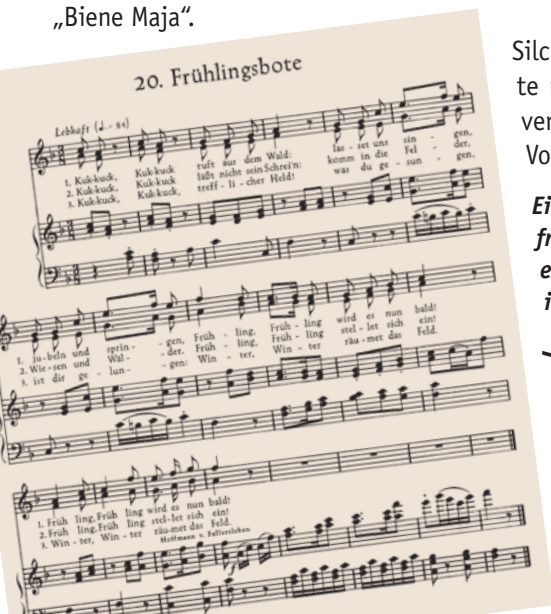 „Biene Maja“.
20. Frühlingsbote
Lebhaft
1. Kuk-kuck, Kuk-kuck ruft aus dem Wald: las - set uns sin - gen,
2. Kuk-kuck, Kuk-kuck läßt nicht sein Schrei'n: komm in die Fel - der,
3. Kuk-kuck, Kuk-kuck, treff - li - cher Held! was du ge - sun - gen,
1. ju-beln und sprin - gen, Früh - ling, Früh - ling wird es nun bald!
2. Wie-sen und Wäl - der, Früh - ling, Früh - ling stel - let sich ein!
3. ist dir ge - lun - gen: Win - ter, Win - ter räu-met das Feld.
1. Früh ling, Früh ling wird es nun bald!
2. Früh ling, Früh ling stel-let sich ein!
3. Win - ter, Win - ter räu-met das Feld.
Hoffmann v. Fallersleben
Silc
te
ver
Vo
Ei
fr
e
i